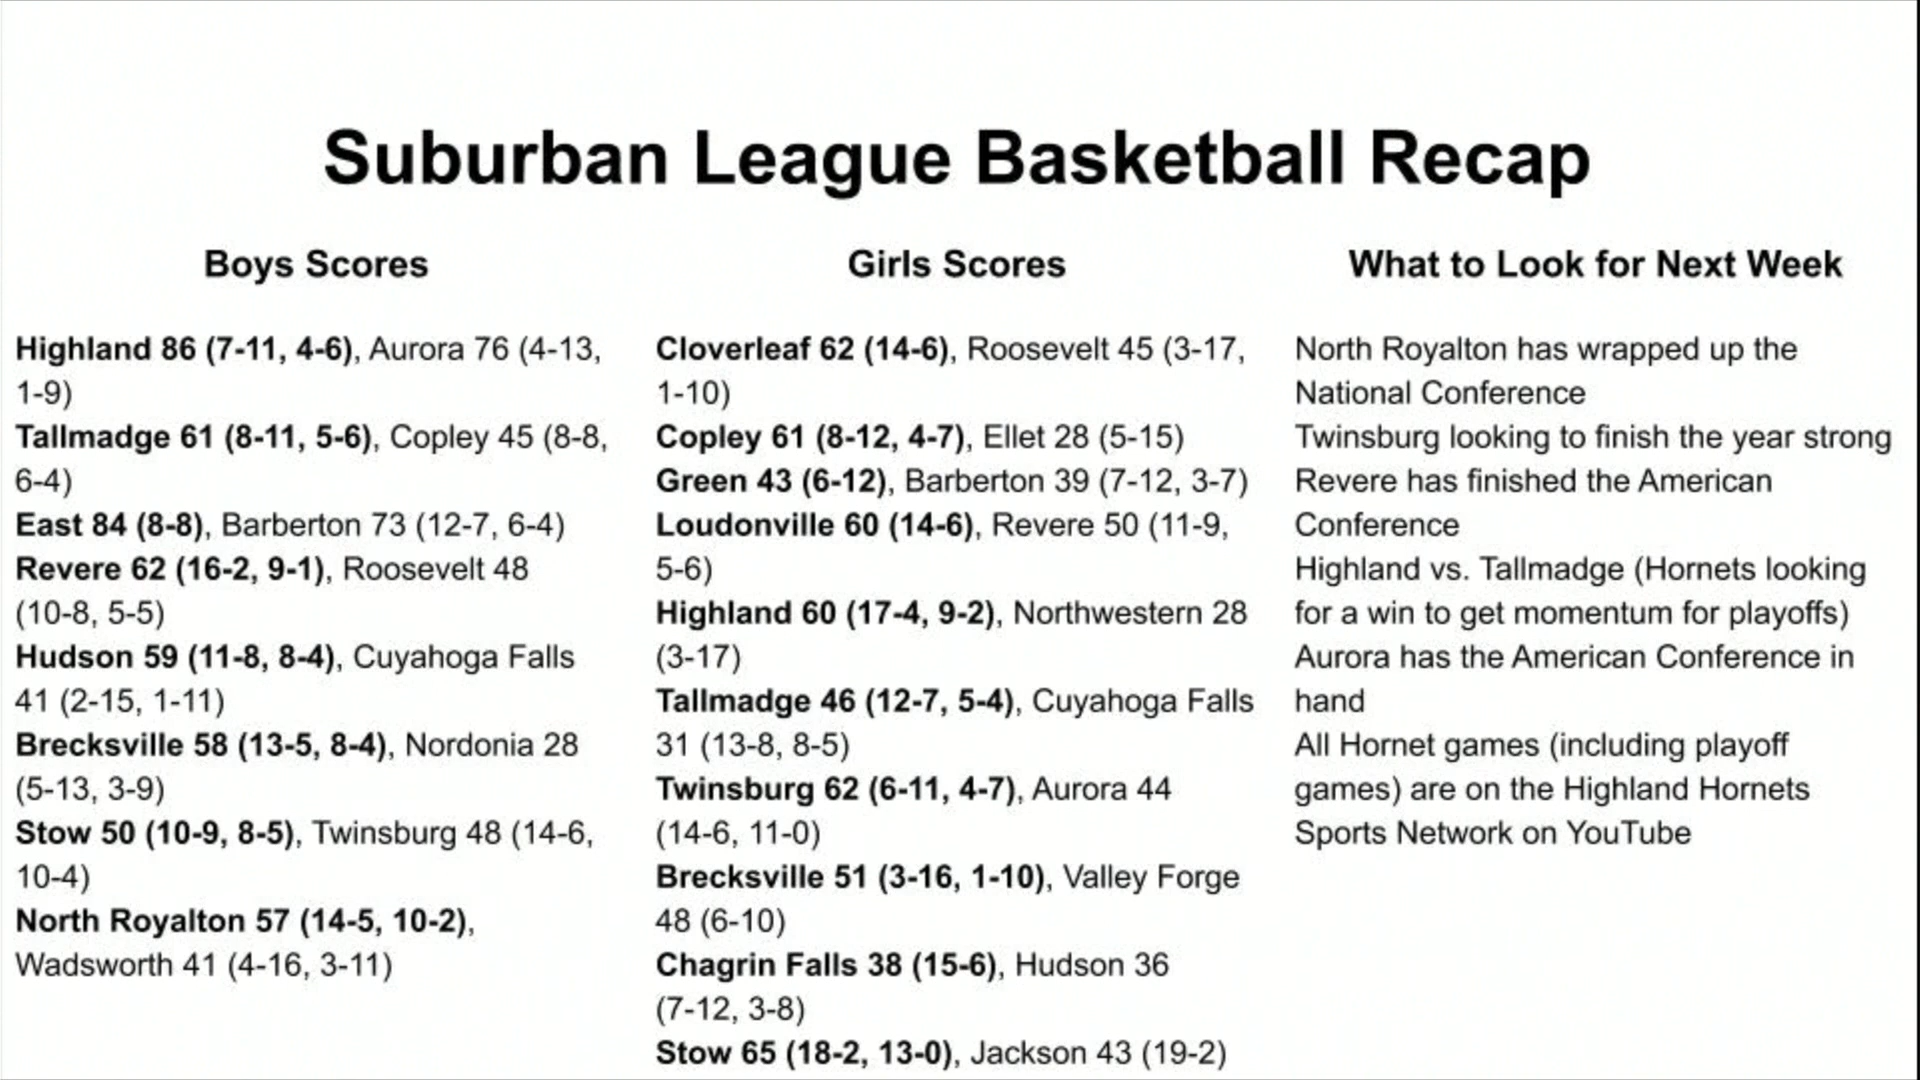 Suburban League Basketball Recap
Boys Scores
Highland 86 (7-11, 4-6), Aurora 76 (4-13,
1-9)
Tallmadge 61 (8-11, 5-6), Copley 45 (8-8,
6-4)
East 84 (8-8), Barberton 73 (12-7, 6-4)
Revere 62 (16-2, 9-1), Roosevelt 48
(10-8, 5-5)
Hudson 59 (11-8, 8-4), Cuyahoga Falls
41 (2-15, 1-11)
Brecksville 58 (13-5, 8-4), Nordonia 28
(5-13, 3-9)
Stow 50 (10-9, 8-5), Twinsburg 48 (14-6,
10-4)
North Royalton 57 (14-5, 10-2),
Wadsworth 41 (4-16, 3-11)
Girls Scores
Cloverleaf 62 (14-6), Roosevelt 45 (3-17,
1-10)
Copley 61 (8-12, 4-7), Ellet 28 (5-15)
Green 43 (6-12), Barberton 39 (7-12, 3-7)
Loudonville 60 (14-6), Revere 50 (11-9,
5-6)
Highland 60 (17-4, 9-2), Northwestern 28
(3-17)
Tallmadge 46 (12-7, 5-4), Cuyahoga Falls
31 (13-8, 8-5)
Twinsburg 62 (6-11, 4-7), Aurora 44
(14-6, 11-0)
Brecksville 51 (3-16, 1-10), Valley Forge
48 (6-10)
Chagrin Falls 38 (15-6), Hudson 36
(7-12, 3-8)
Stow 65 (18-2, 13-0), Jackson 43 (19-2)
What to Look for Next Week
North Royalton has wrapped up the
National Conference
Twinsburg looking to finish the year strong
Revere has finished the American
Conference
Highland vs. Tallmadge (Hornets looking
for a win to get momentum for playoffs)
Aurora has the American Conference in
hand
All Hornet games (including playoff
games) are on the Highland Hornets
Sports Network on YouTube